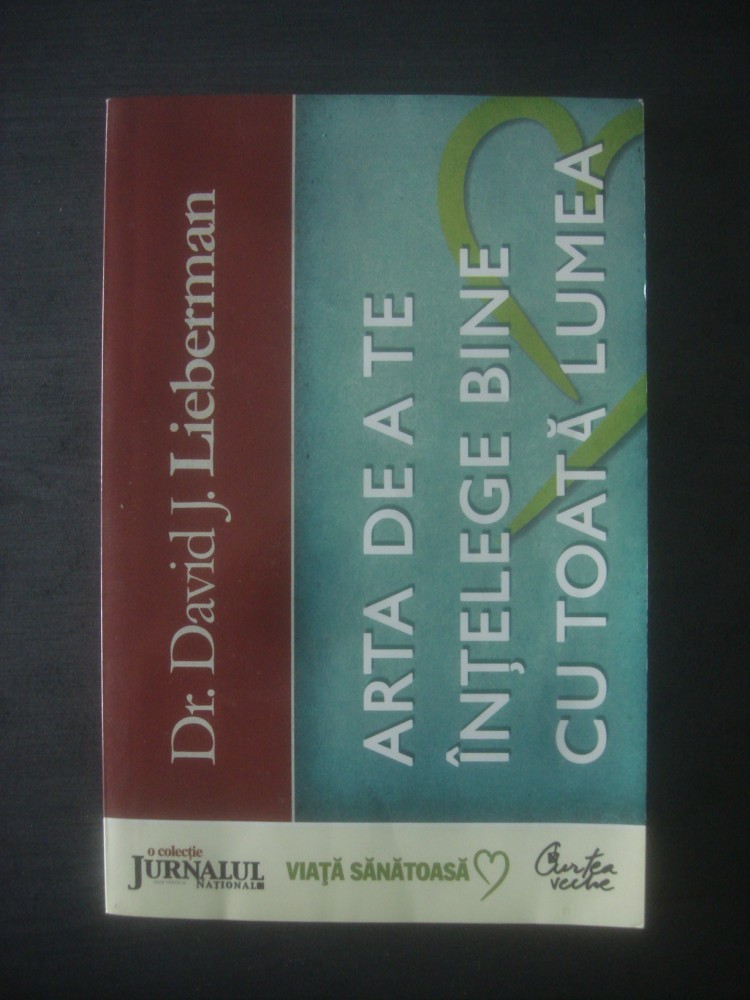 Dr. David J. Lieberman
ARTA DE A TE
ÎNȚELEGE BINE
CU TOATĂ LUMEA
o colecție
JURNALUL
NAȚIONAL
VIAȚĂ SĂNĂTOASĂ
Curtea
veche